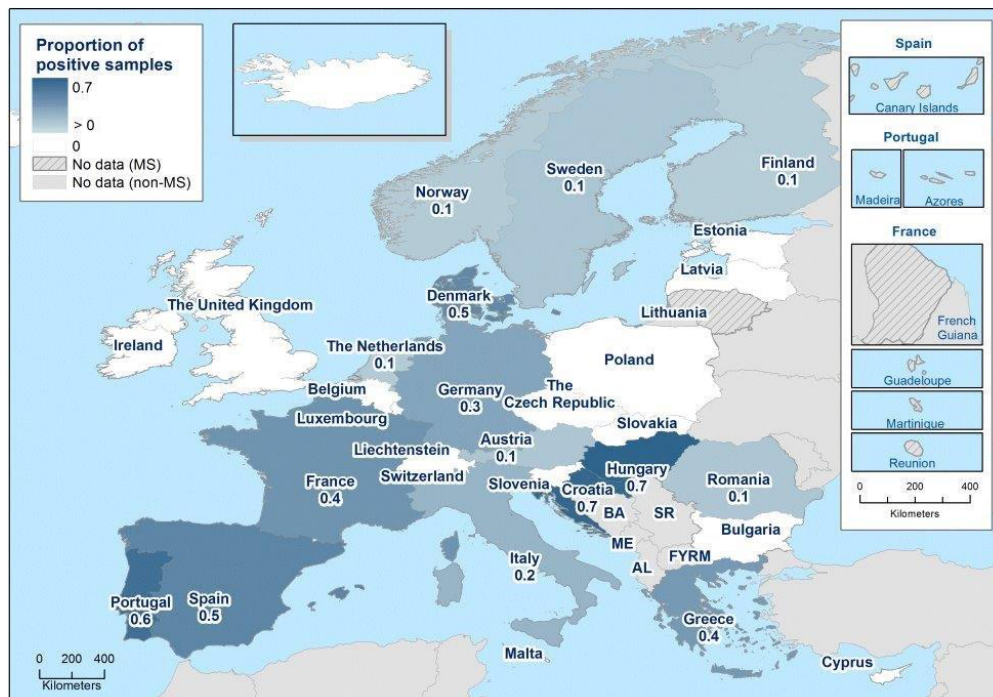 Proportion of
positive samples
0.7
> 0
0
No data (MS)
No data (non-MS)
Spain
Canary Islands
Portugal
Madeira
Azores
France
French
Guiana
Guadeloupe
Martinique
Reunion
0 200 400
Kilometers
Finland
0.1
Sweden
0.1
Norway
0.1
Estonia
Latvia
Lithuania
Denmark
0.5
The United Kingdom
Ireland
The Netherlands
0.1
Poland
Belgium
Germany
0.3
The
Czech Republic
Luxembourg
Slovakia
Liechtenstein
Austria
0.1
Switzerland
Hungary
0.7
Slovenia
Croatia
0.7
Romania
0.1
France
0.4
BA
SR
Bulgaria
ME
FYRM
AL
Italy
0.2
Portugal
0.6
Spain
0.5
Greece
0.4
Malta
Cyprus
0 200 400
Kilometers